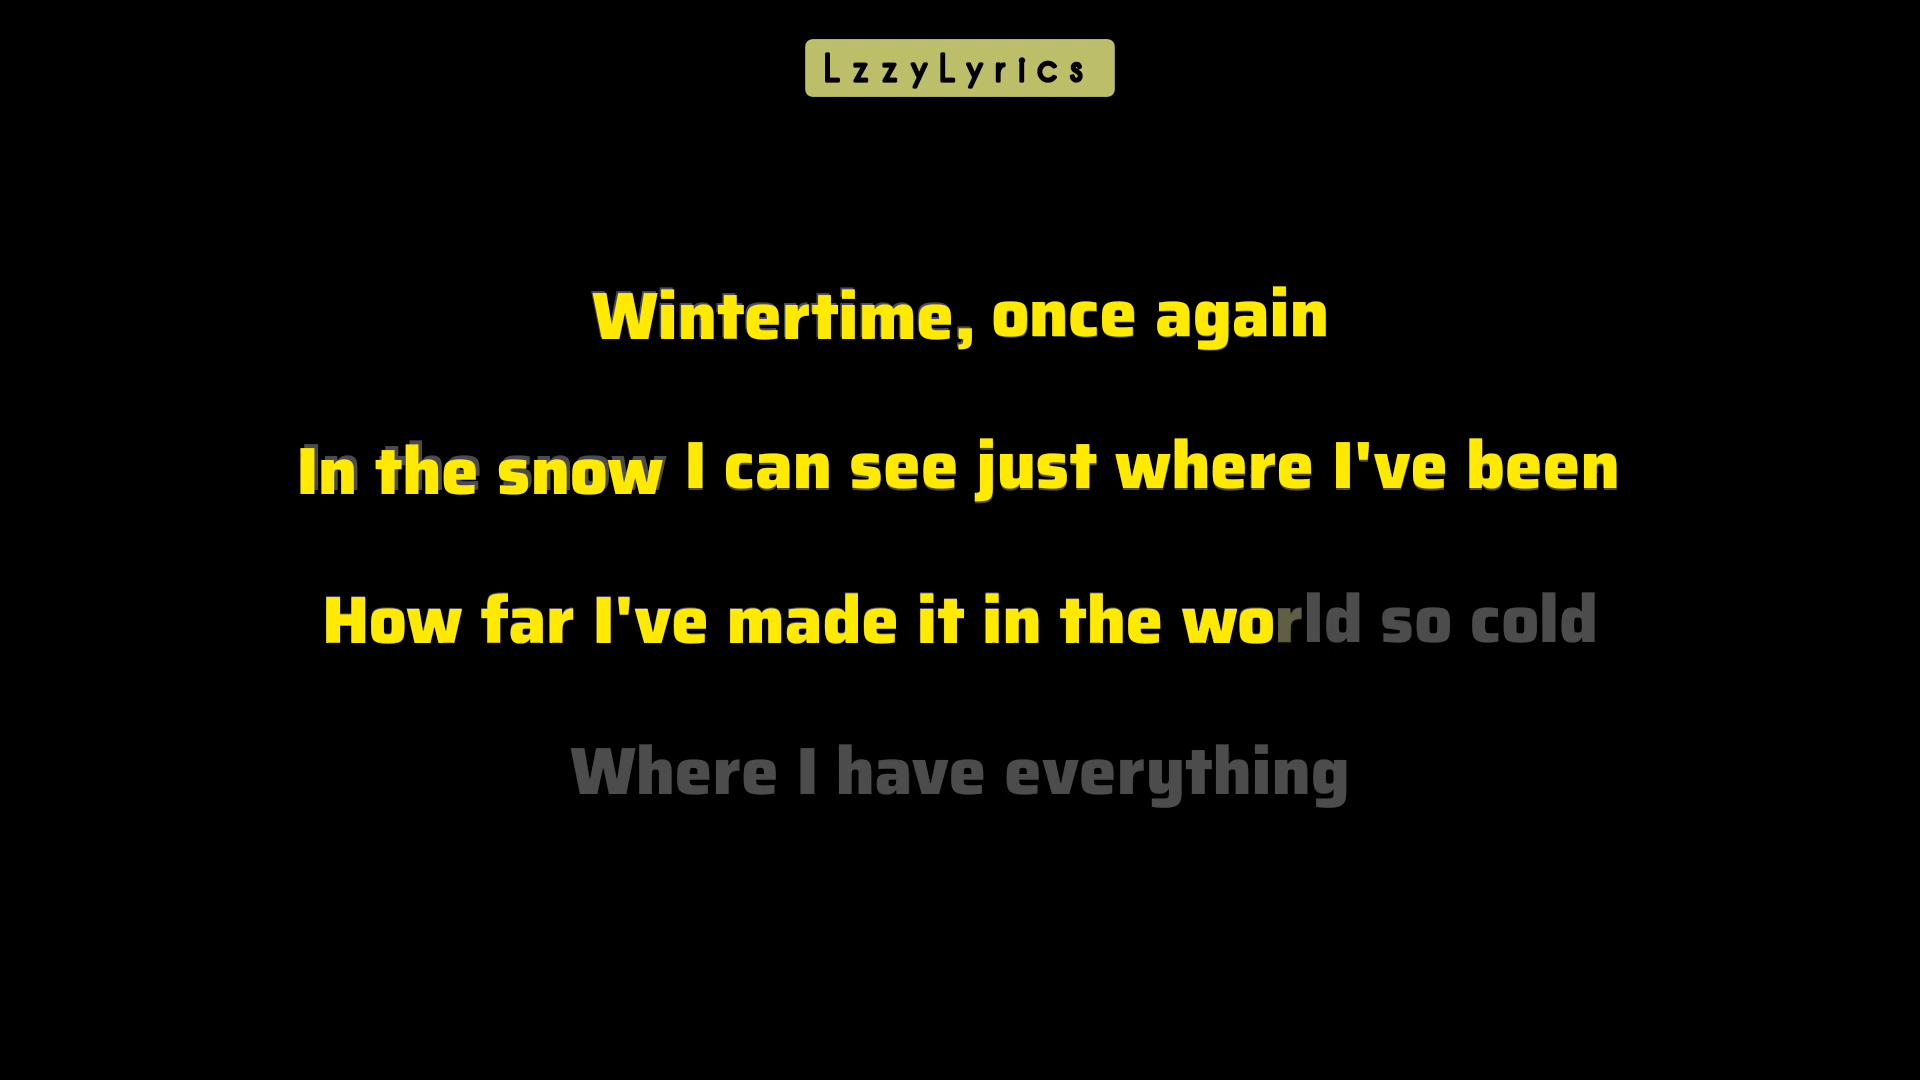 LzzyLyrics
Wintertime, once again
In the snow I can see just where I've been
How far I've made it in the world so cold
Where I have everything